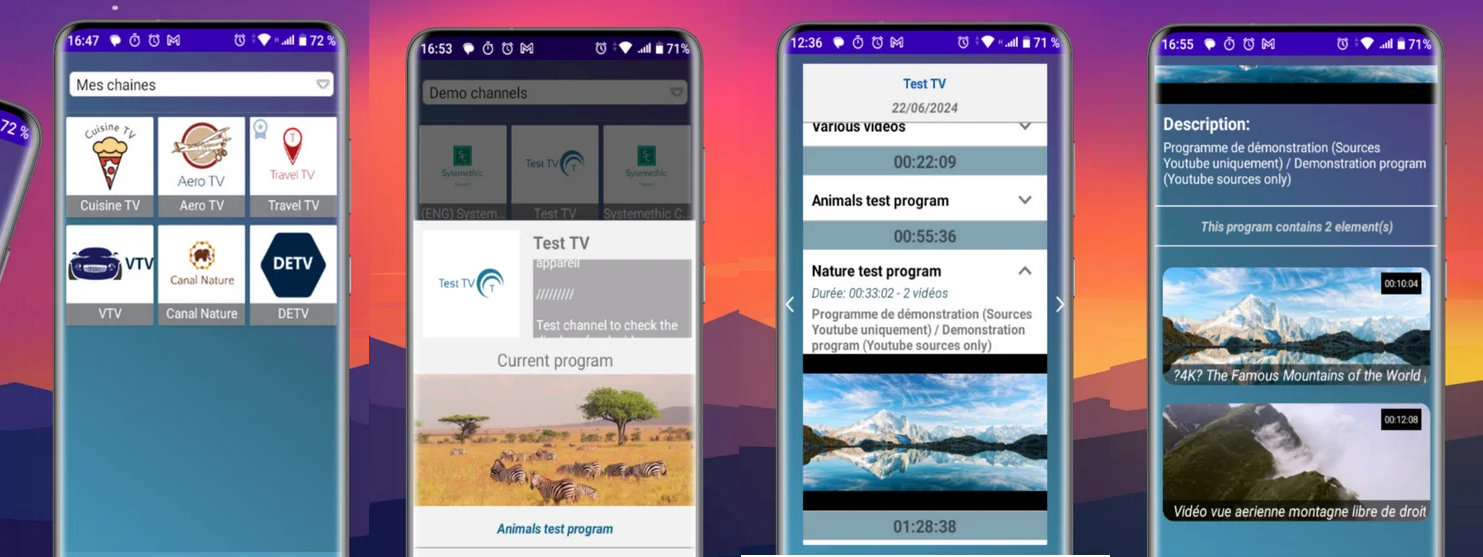 72 %
16:47
72 %
Mes chaines
Cuisine TV
Aero TV
T
Travel TV
Cuisine TV
Aero TV
Travel TV
VTV
Canal Nature
DETV
VTV
Canal Nature
DETV
16:53
71%
Demo channels
SC
Sytemethic
Test TV
T
SC
Sytemethic
(ENG) System...
Test TV
Systemethic C
Test TV
T
Test TV
appareil
/////////
Test channel to check the
Current program
Animals test program
12:36
H
71 %
Test TV
22/06/2024
Various videos
00:22:09
Animals test program
00:55:36
Nature test program
Durée: 00:33:02 - 2 vidéos
Programme de démonstration (Sources
Youtube uniquement) / Demonstration
program (Youtube sources only)
01:28:38
16:55
71%
Description:
Programme de démonstration (Sources
Youtube uniquement) / Demonstration program
(Youtube sources only)
This program contains 2 element(s)
00:10:04
?4K? The Famous Mountains of the World
00:12:08
Vidéo vue aerienne montagne libre de droit